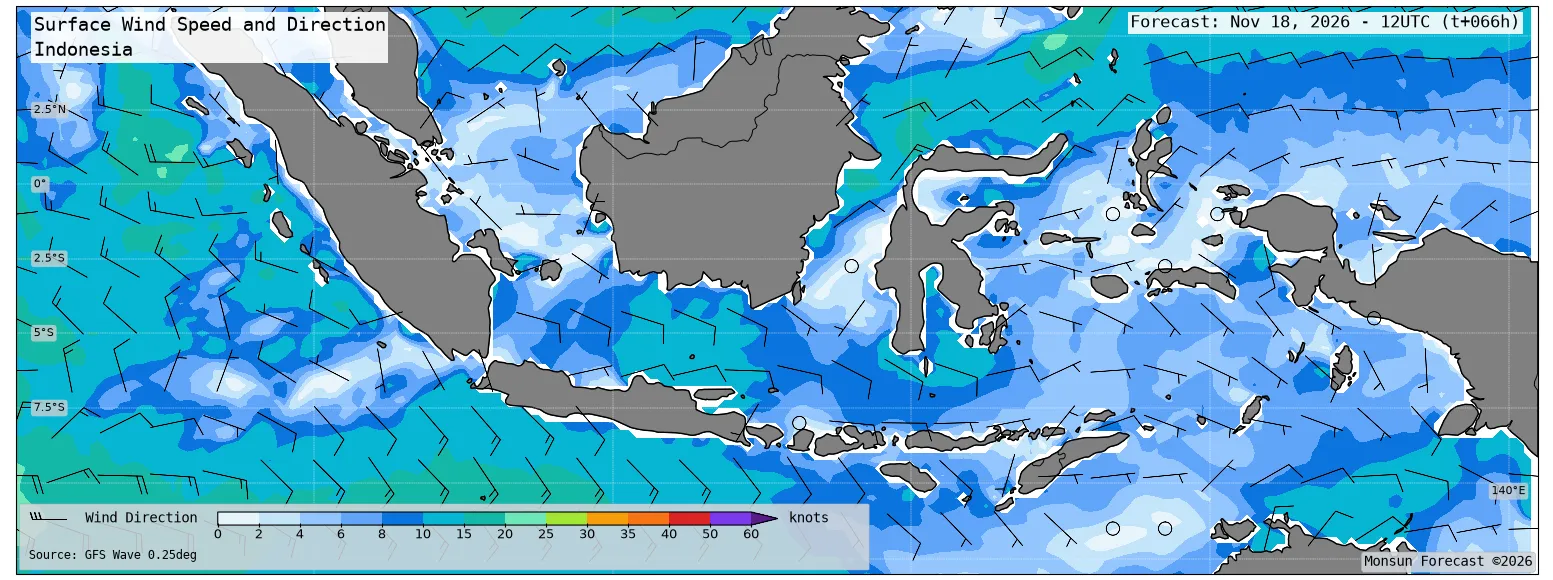 Surface Wind Speed and Direction
Indonesia
Forecast: Nov 18, 2026 - 12UTC (t+066h)
2.5°N
0°
2.5°S
5°S
7.5°S
140°E
Wind Direction
0 2 4 6 8 10 15 20 25 30 35 40 50 60
knots
Source: GFS Wave 0.25deg
Monsun Forecast ©2026